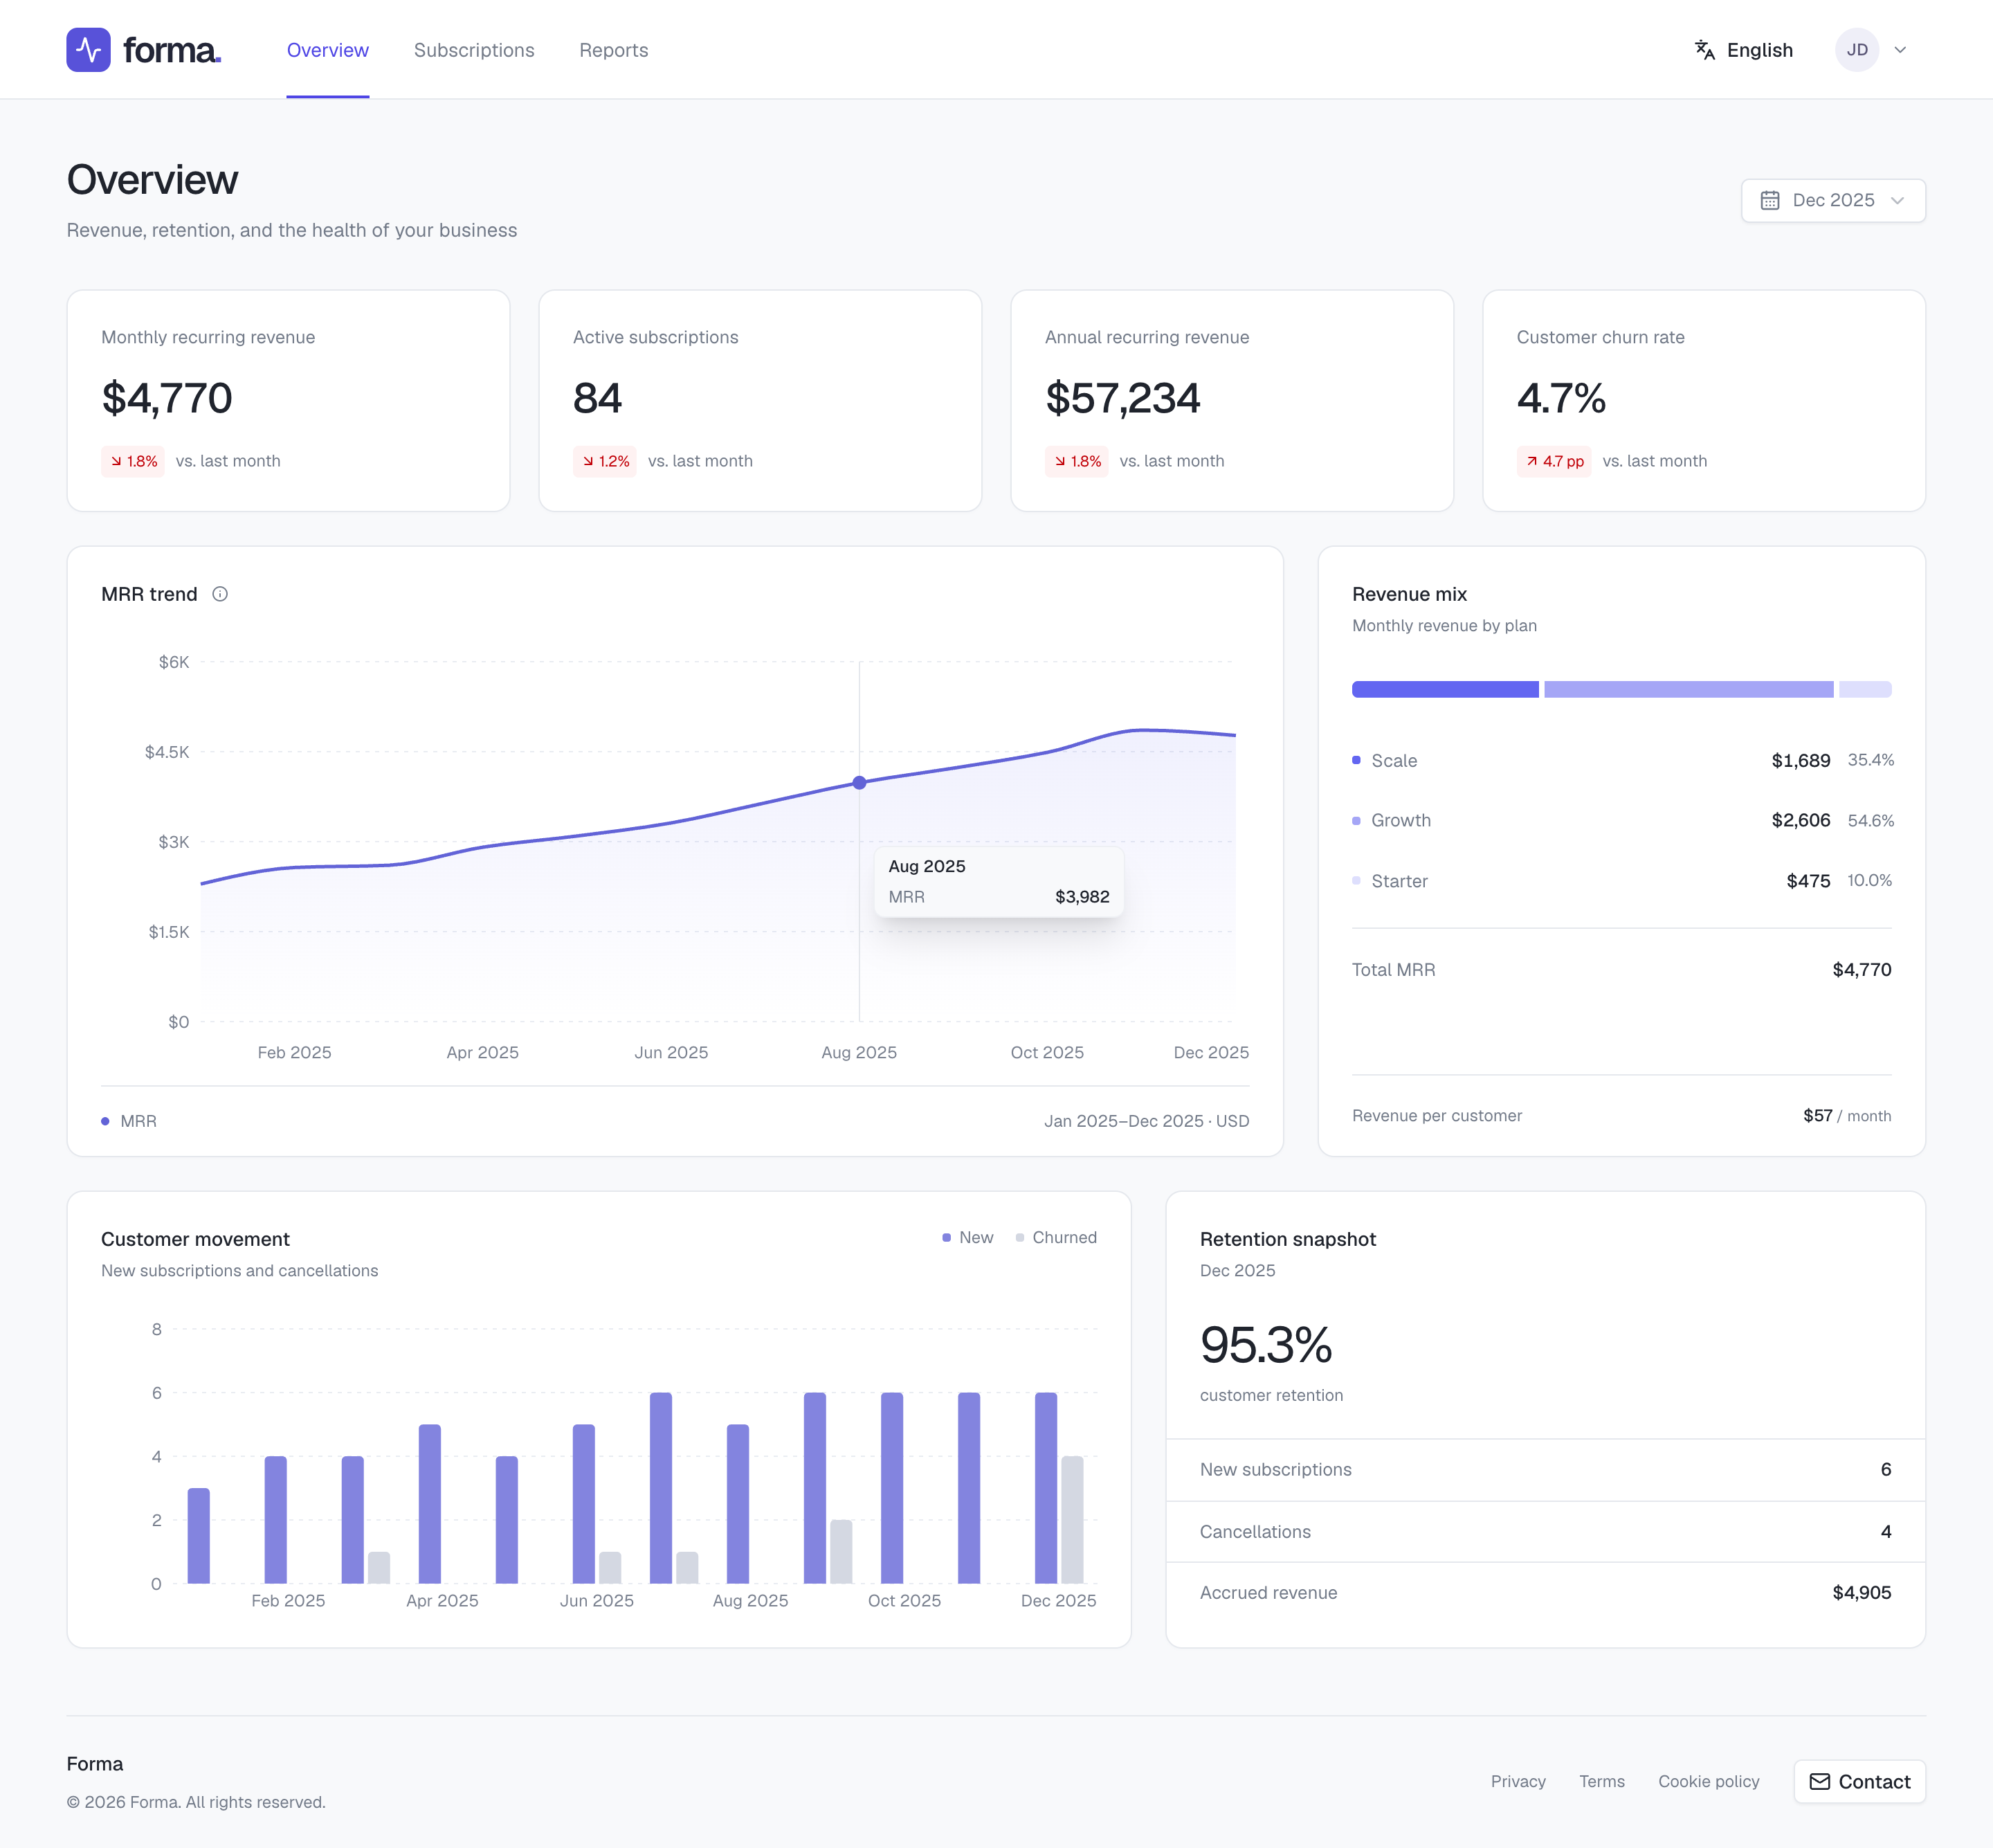 forma.
Overview Subscriptions Reports
English JD
Overview
Revenue, retention, and the health of your business
Dec 2025
Monthly recurring revenue
$4,770
1.8% vs. last month
Active subscriptions
84
1.2% vs. last month
Annual recurring revenue
$57,234
1.8% vs. last month
Customer churn rate
4.7%
4.7 pp vs. last month
MRR trend
$6K
$4.5K
$3K
$1.5K
$0
Aug 2025
MRR $3,982
Feb 2025 Apr 2025 Jun 2025 Aug 2025 Oct 2025 Dec 2025
MRR Jan 2025–Dec 2025 · USD
Revenue mix
Monthly revenue by plan
Scale $1,689 35.4%
Growth $2,606 54.6%
Starter $475 10.0%
Total MRR $4,770
Revenue per customer $57 / month
Customer movement
New Churned
New subscriptions and cancellations
8
6
4
2
0
Feb 2025 Apr 2025 Jun 2025 Aug 2025 Oct 2025 Dec 2025
Retention snapshot
Dec 2025
95.3%
customer retention
New subscriptions 6
Cancellations 4
Accrued revenue $4,905
Forma
© 2026 Forma. All rights reserved.
Privacy Terms Cookie policy Contact